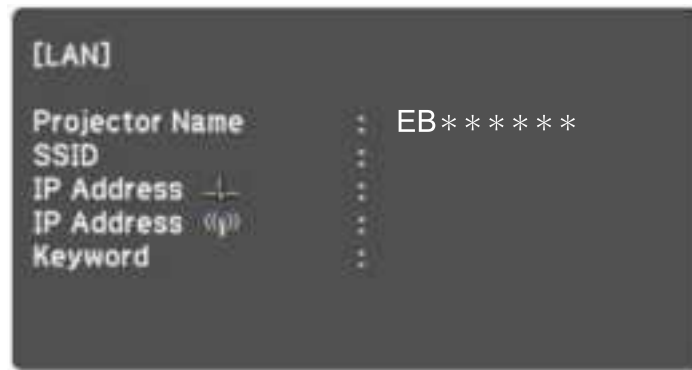 [LAN]
Projector Name : EB******
SSID :
IP Address :
IP Address :
Keyword :